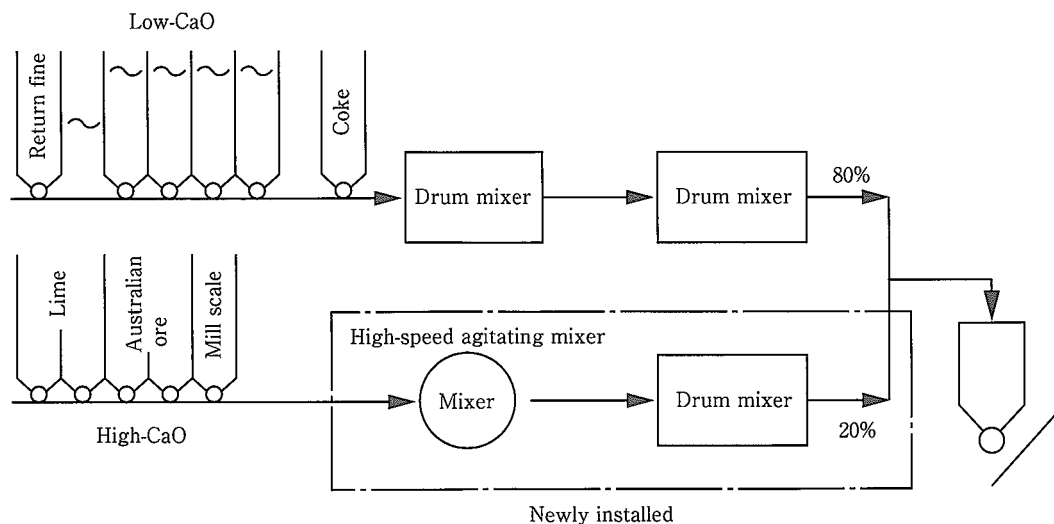 Low-CaO
Return fine
Coke
Drum mixer
Drum mixer
80%
Lime
Australian
ore
Mill scale
High-CaO
High-speed agitating mixer
Mixer
Drum mixer
20%
Newly installed